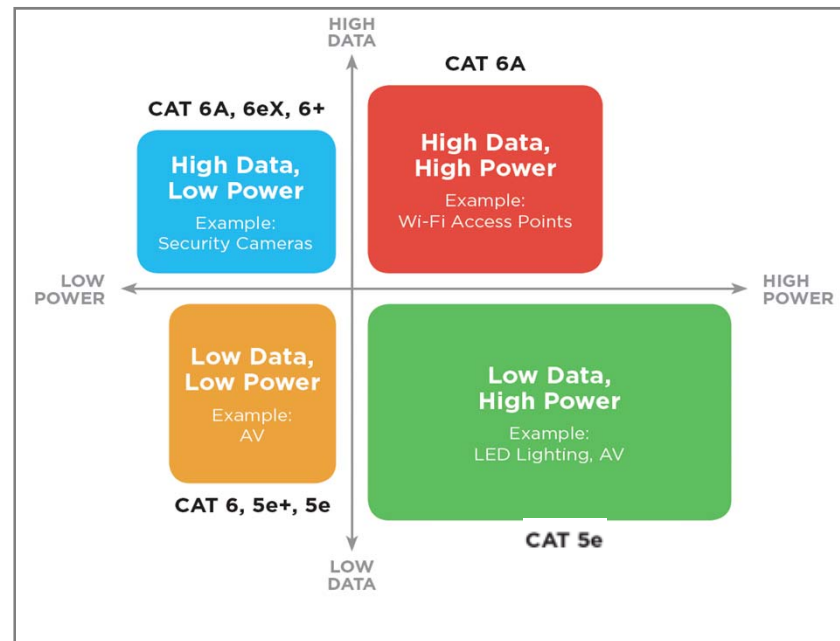 HIGH
DATA
CAT 6A
CAT 6A, 6eX, 6+
High Data,
Low Power
Example:
Security Cameras
High Data,
High Power
Example:
Wi-Fi Access Points
LOW
POWER
HIGH
POWER
Low Data,
Low Power
Example:
AV
Low Data,
High Power
Example:
LED Lighting, AV
CAT 6, 5e+, 5e
CAT 5e
LOW
DATA